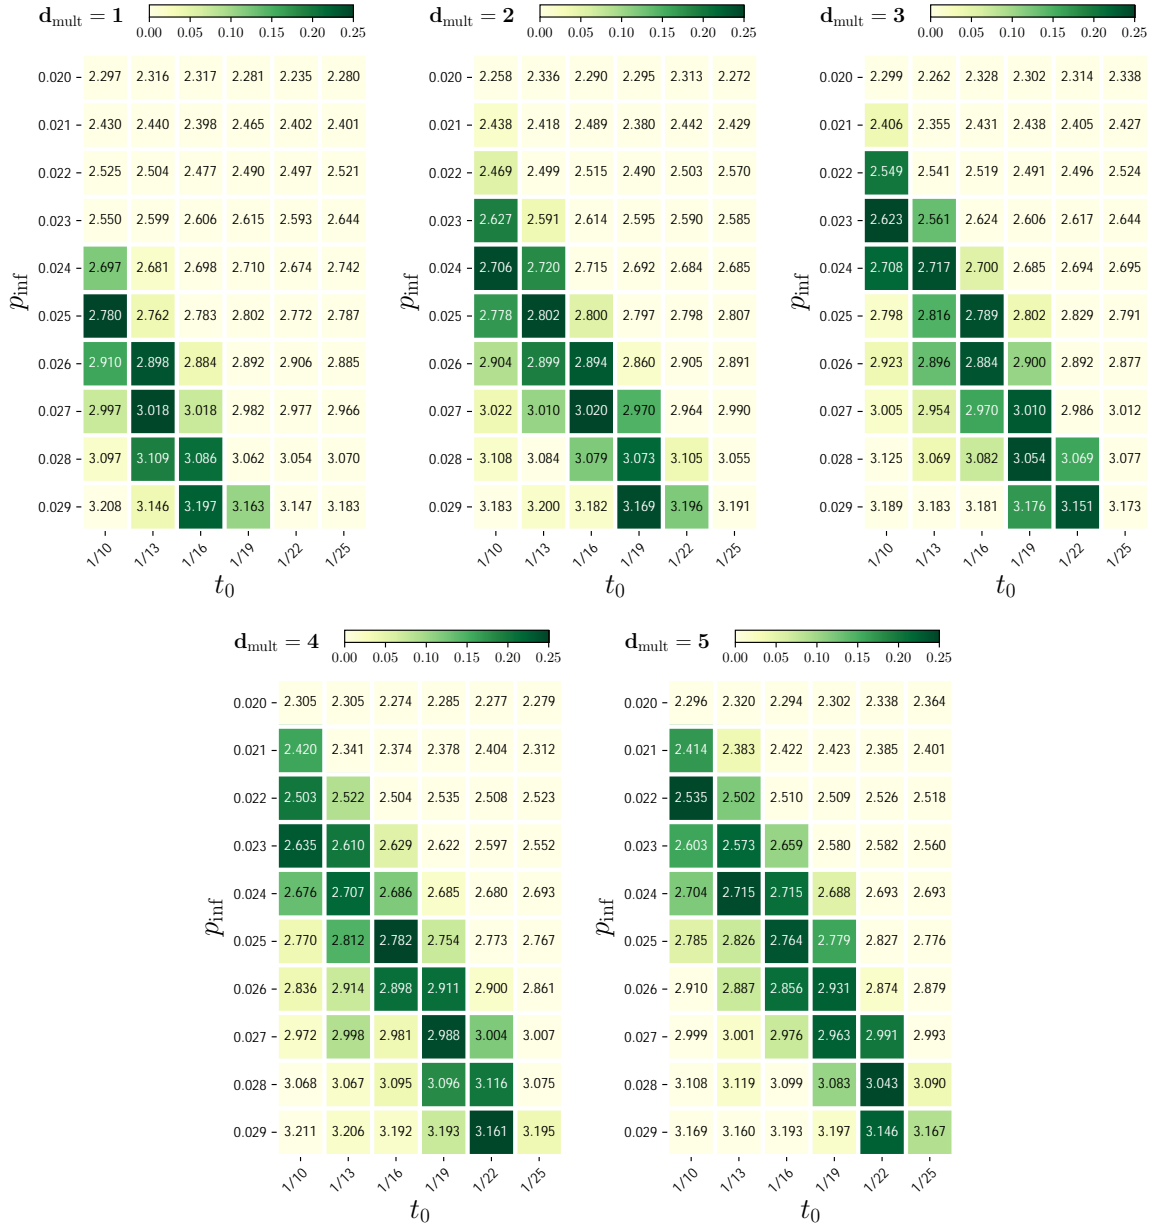 d_mult = 1
0.00 0.05 0.10 0.15 0.20 0.25
0.020 2.297 2.316 2.317 2.281 2.235 2.280
0.021 2.430 2.440 2.398 2.465 2.402 2.401
0.022 2.525 2.504 2.477 2.490 2.497 2.521
0.023 2.550 2.599 2.606 2.615 2.593 2.644
0.024 2.697 2.681 2.698 2.710 2.674 2.742
0.025 2.780 2.762 2.783 2.802 2.772 2.787
0.026 2.910 2.898 2.884 2.892 2.906 2.885
0.027 2.997 3.018 3.018 2.982 2.977 2.966
0.028 3.097 3.109 3.086 3.062 3.054 3.070
0.029 3.208 3.146 3.197 3.163 3.147 3.183
p_inf
1/10 1/13 1/16 1/19 1/22 1/25
t_0
d_mult = 2
0.00 0.05 0.10 0.15 0.20 0.25
0.020 2.258 2.336 2.290 2.295 2.313 2.272
0.021 2.438 2.418 2.489 2.380 2.442 2.429
0.022 2.469 2.499 2.515 2.490 2.503 2.570
0.023 2.627 2.591 2.614 2.595 2.590 2.585
0.024 2.706 2.720 2.715 2.692 2.684 2.685
0.025 2.778 2.802 2.800 2.797 2.798 2.807
0.026 2.904 2.899 2.894 2.860 2.905 2.891
0.027 3.022 3.010 3.020 2.970 2.964 2.990
0.028 3.108 3.084 3.079 3.073 3.105 3.055
0.029 3.183 3.200 3.182 3.169 3.196 3.191
p_inf
1/10 1/13 1/16 1/19 1/22 1/25
t_0
d_mult = 3
0.00 0.05 0.10 0.15 0.20 0.25
0.020 2.299 2.262 2.328 2.302 2.314 2.338
0.021 2.406 2.355 2.431 2.438 2.405 2.427
0.022 2.549 2.541 2.519 2.491 2.496 2.524
0.023 2.623 2.561 2.624 2.606 2.617 2.644
0.024 2.708 2.717 2.700 2.685 2.694 2.695
0.025 2.798 2.816 2.789 2.802 2.829 2.791
0.026 2.923 2.896 2.884 2.900 2.892 2.877
0.027 3.005 2.954 2.970 3.010 2.986 3.012
0.028 3.125 3.069 3.082 3.054 3.069 3.077
0.029 3.189 3.183 3.181 3.176 3.151 3.173
p_inf
1/10 1/13 1/16 1/19 1/22 1/25
t_0
d_mult = 4
0.00 0.05 0.10 0.15 0.20 0.25
0.020 2.305 2.305 2.274 2.285 2.277 2.279
0.021 2.420 2.341 2.374 2.378 2.404 2.312
0.022 2.503 2.522 2.504 2.535 2.508 2.523
0.023 2.635 2.610 2.629 2.622 2.597 2.552
0.024 2.676 2.707 2.686 2.685 2.680 2.693
0.025 2.770 2.812 2.782 2.754 2.773 2.767
0.026 2.836 2.914 2.898 2.911 2.900 2.861
0.027 2.972 2.998 2.981 2.988 3.004 3.007
0.028 3.068 3.067 3.095 3.096 3.116 3.075
0.029 3.211 3.206 3.192 3.193 3.161 3.195
p_inf
1/10 1/13 1/16 1/19 1/22 1/25
t_0
d_mult = 5
0.00 0.05 0.10 0.15 0.20 0.25
0.020 2.296 2.320 2.294 2.302 2.338 2.364
0.021 2.414 2.383 2.422 2.423 2.385 2.401
0.022 2.535 2.502 2.510 2.509 2.526 2.518
0.023 2.603 2.573 2.659 2.580 2.582 2.560
0.024 2.704 2.715 2.715 2.688 2.693 2.693
0.025 2.785 2.826 2.764 2.779 2.827 2.776
0.026 2.910 2.887 2.856 2.931 2.874 2.879
0.027 2.999 3.001 2.976 2.963 2.991 2.993
0.028 3.108 3.119 3.099 3.083 3.043 3.090
0.029 3.169 3.160 3.193 3.197 3.146 3.167
p_inf
1/10 1/13 1/16 1/19 1/22 1/25
t_0